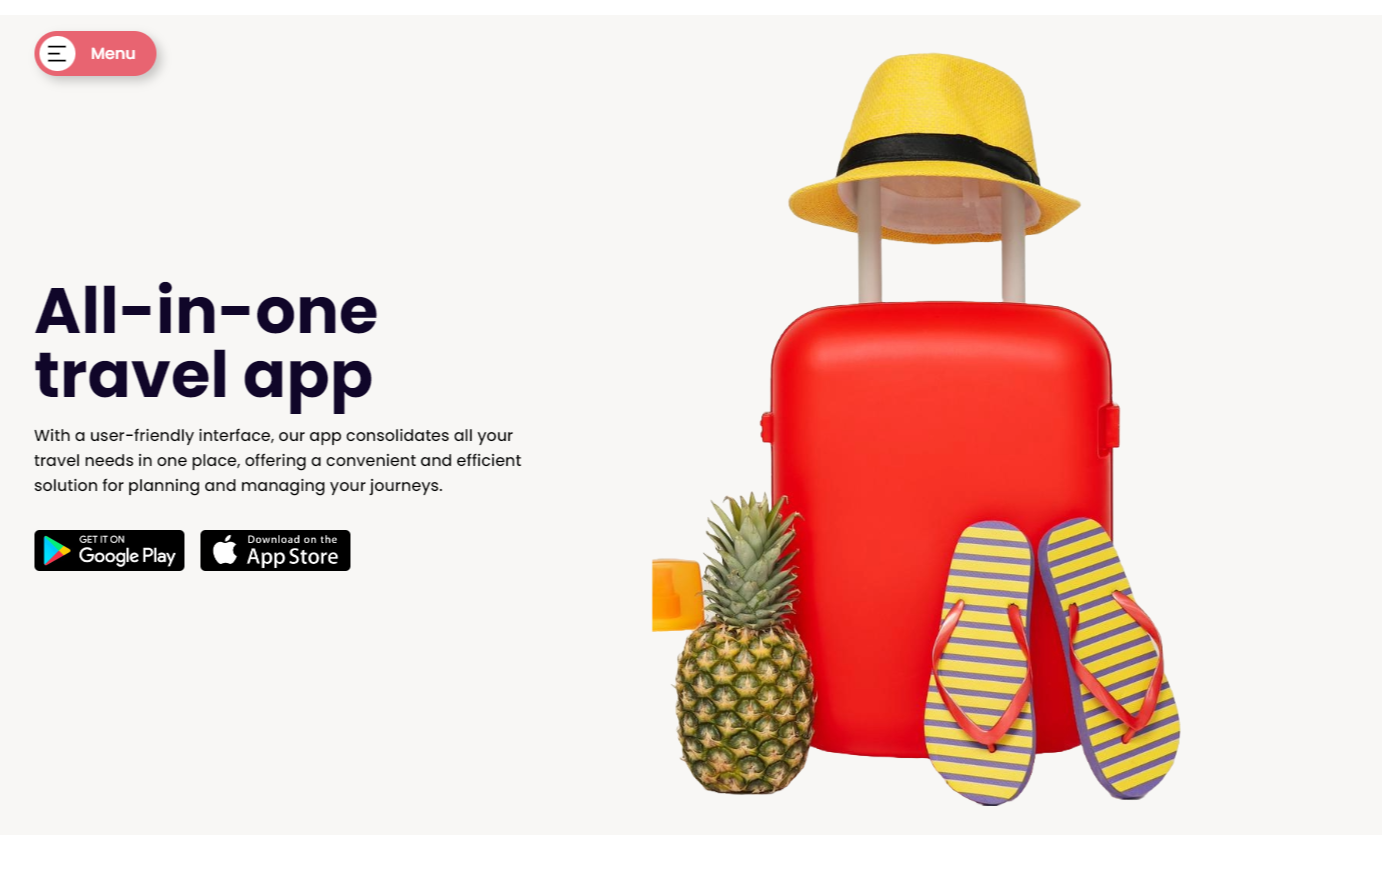 Menu
All-in-one
travel app
With a user-friendly interface, our app consolidates all your
travel needs in one place, offering a convenient and efficient
solution for planning and managing your journeys.
GET IT ON
Google Play
Download on the
App Store